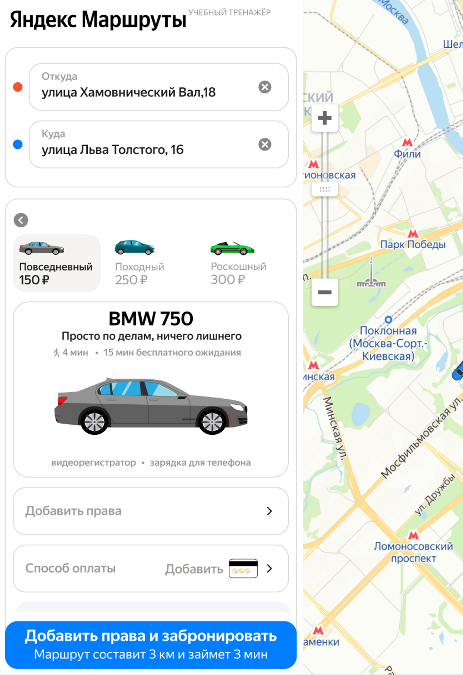 Яндекс Маршруты
УЧЕБНЫЙ ТРЕНАЖЁР
Откуда
улица Хамовнический Вал,18
Куда
улица Льва Толстого, 16
Повседневный
150 ₽
Походный
250 ₽
Роскошный
300 ₽
BMW 750
Просто по делам, ничего лишнего
4 мин • 15 мин бесплатного ожидания
видеорегистратор • зарядка для телефона
Добавить права
Способ оплаты
Добавить
Добавить права и забронировать
Маршрут составит 3 км и займет 3 мин
Москва
Шел
СКИЙ
К
Фили
гионовская
Парк Победы
Поклонная
(Москва-Сорт.-
Киевская)
инская
Минская ул.
Мосфильмовская ул.
ул. Дружбы
Ломоносовский
проспект
аменки